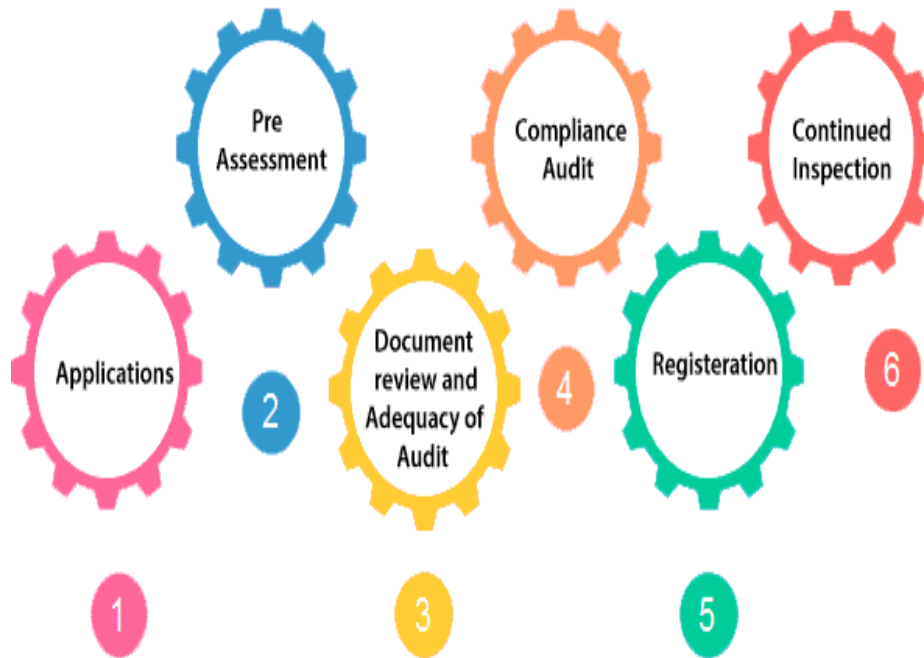 Applications
1
Pre
Assessment
2
Document
review and
Adequacy of
Audit
3
Compliance
Audit
4
Registeration
5
Continued
Inspection
6